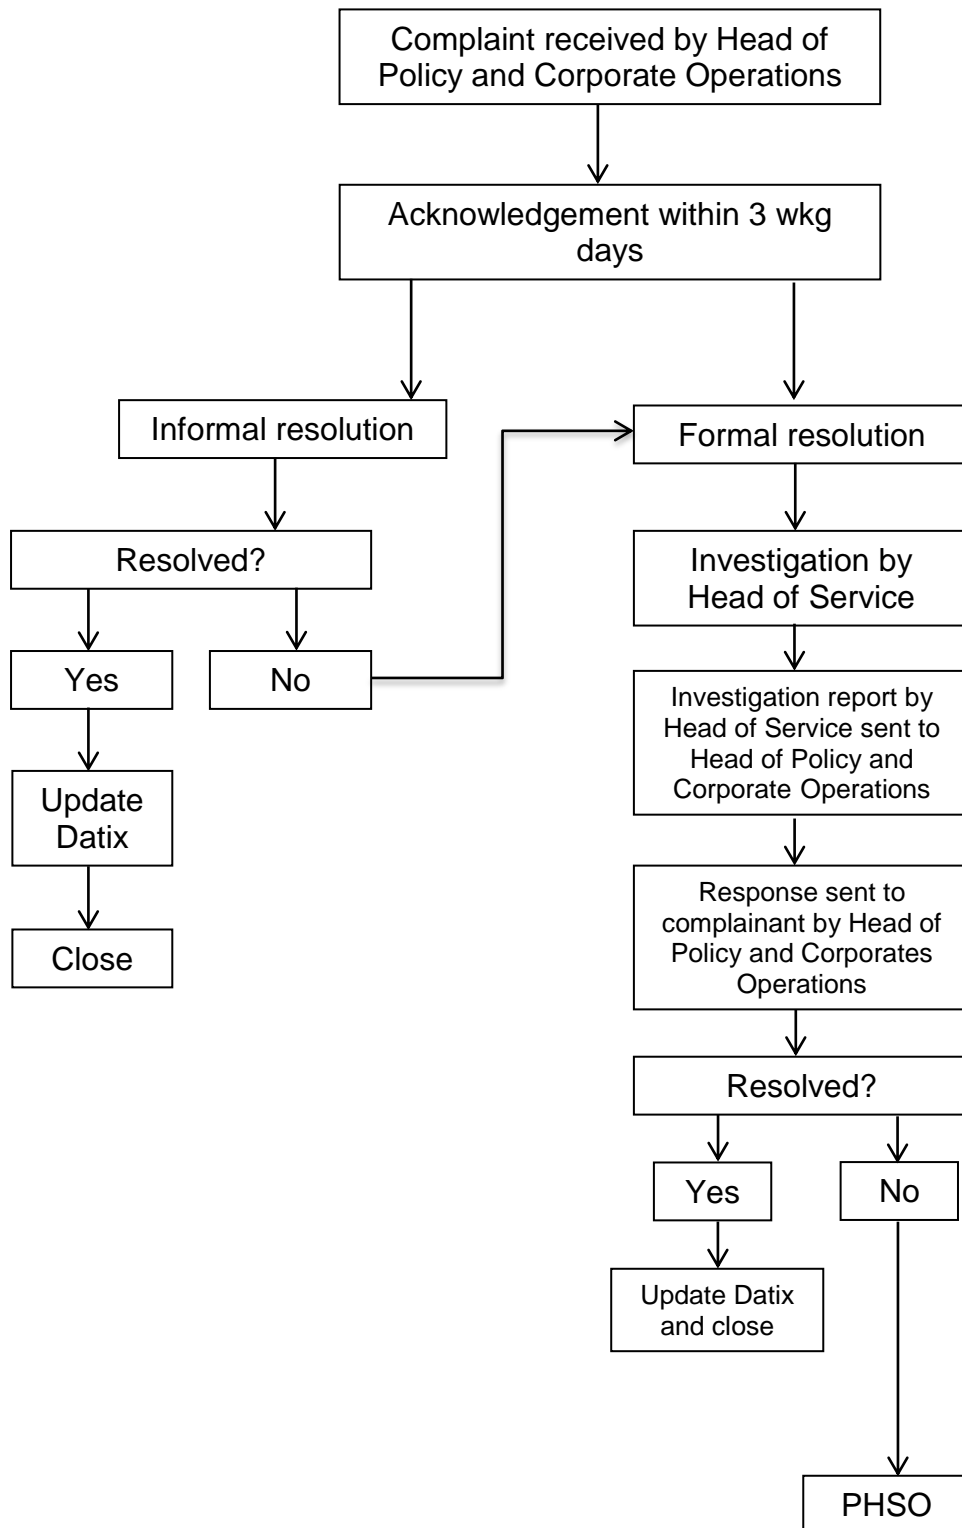 Complaint received by Head of
Policy and Corporate Operations
Acknowledgement within 3 wkg
days
Informal resolution
Formal resolution
Resolved?
Investigation by
Head of Service
Yes
No
Investigation report by
Head of Service sent to
Head of Policy and
Corporate Operations
Update
Datix
Response sent to
complainant by Head of
Policy and Corporates
Operations
Close
Resolved?
Yes
No
Update Datix
and close
PHSO